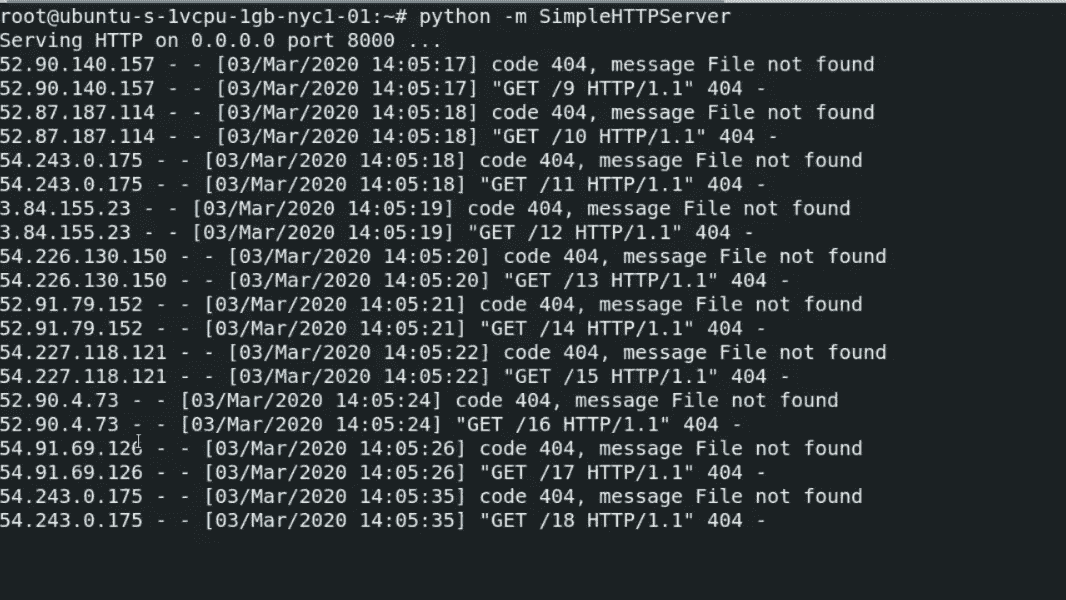 root@ubuntu-s-1vcpu-1gb-nyc1-01:~# python -m SimpleHTTPServer
Serving HTTP on 0.0.0.0 port 8000 ...
52.90.140.157 - - [03/Mar/2020 14:05:17] code 404, message File not found
52.90.140.157 - - [03/Mar/2020 14:05:17] "GET /9 HTTP/1.1" 404 -
52.87.187.114 - - [03/Mar/2020 14:05:18] code 404, message File not found
52.87.187.114 - - [03/Mar/2020 14:05:18] "GET /10 HTTP/1.1" 404 -
54.243.0.175 - - [03/Mar/2020 14:05:18] code 404, message File not found
54.243.0.175 - - [03/Mar/2020 14:05:18] "GET /11 HTTP/1.1" 404 -
3.84.155.23 - - [03/Mar/2020 14:05:19] code 404, message File not found
3.84.155.23 - - [03/Mar/2020 14:05:19] "GET /12 HTTP/1.1" 404 -
54.226.130.150 - - [03/Mar/2020 14:05:20] code 404, message File not found
54.226.130.150 - - [03/Mar/2020 14:05:20] "GET /13 HTTP/1.1" 404 -
52.91.79.152 - - [03/Mar/2020 14:05:21] code 404, message File not found
52.91.79.152 - - [03/Mar/2020 14:05:21] "GET /14 HTTP/1.1" 404 -
54.227.118.121 - - [03/Mar/2020 14:05:22] code 404, message File not found
54.227.118.121 - - [03/Mar/2020 14:05:22] "GET /15 HTTP/1.1" 404 -
52.90.4.73 - - [03/Mar/2020 14:05:24] code 404, message File not found
52.90.4.73 - - [03/Mar/2020 14:05:24] "GET /16 HTTP/1.1" 404 -
54.91.69.126 - - [03/Mar/2020 14:05:26] code 404, message File not found
54.91.69.126 - - [03/Mar/2020 14:05:26] "GET /17 HTTP/1.1" 404 -
54.243.0.175 - - [03/Mar/2020 14:05:35] code 404, message File not found
54.243.0.175 - - [03/Mar/2020 14:05:35] "GET /18 HTTP/1.1" 404 -